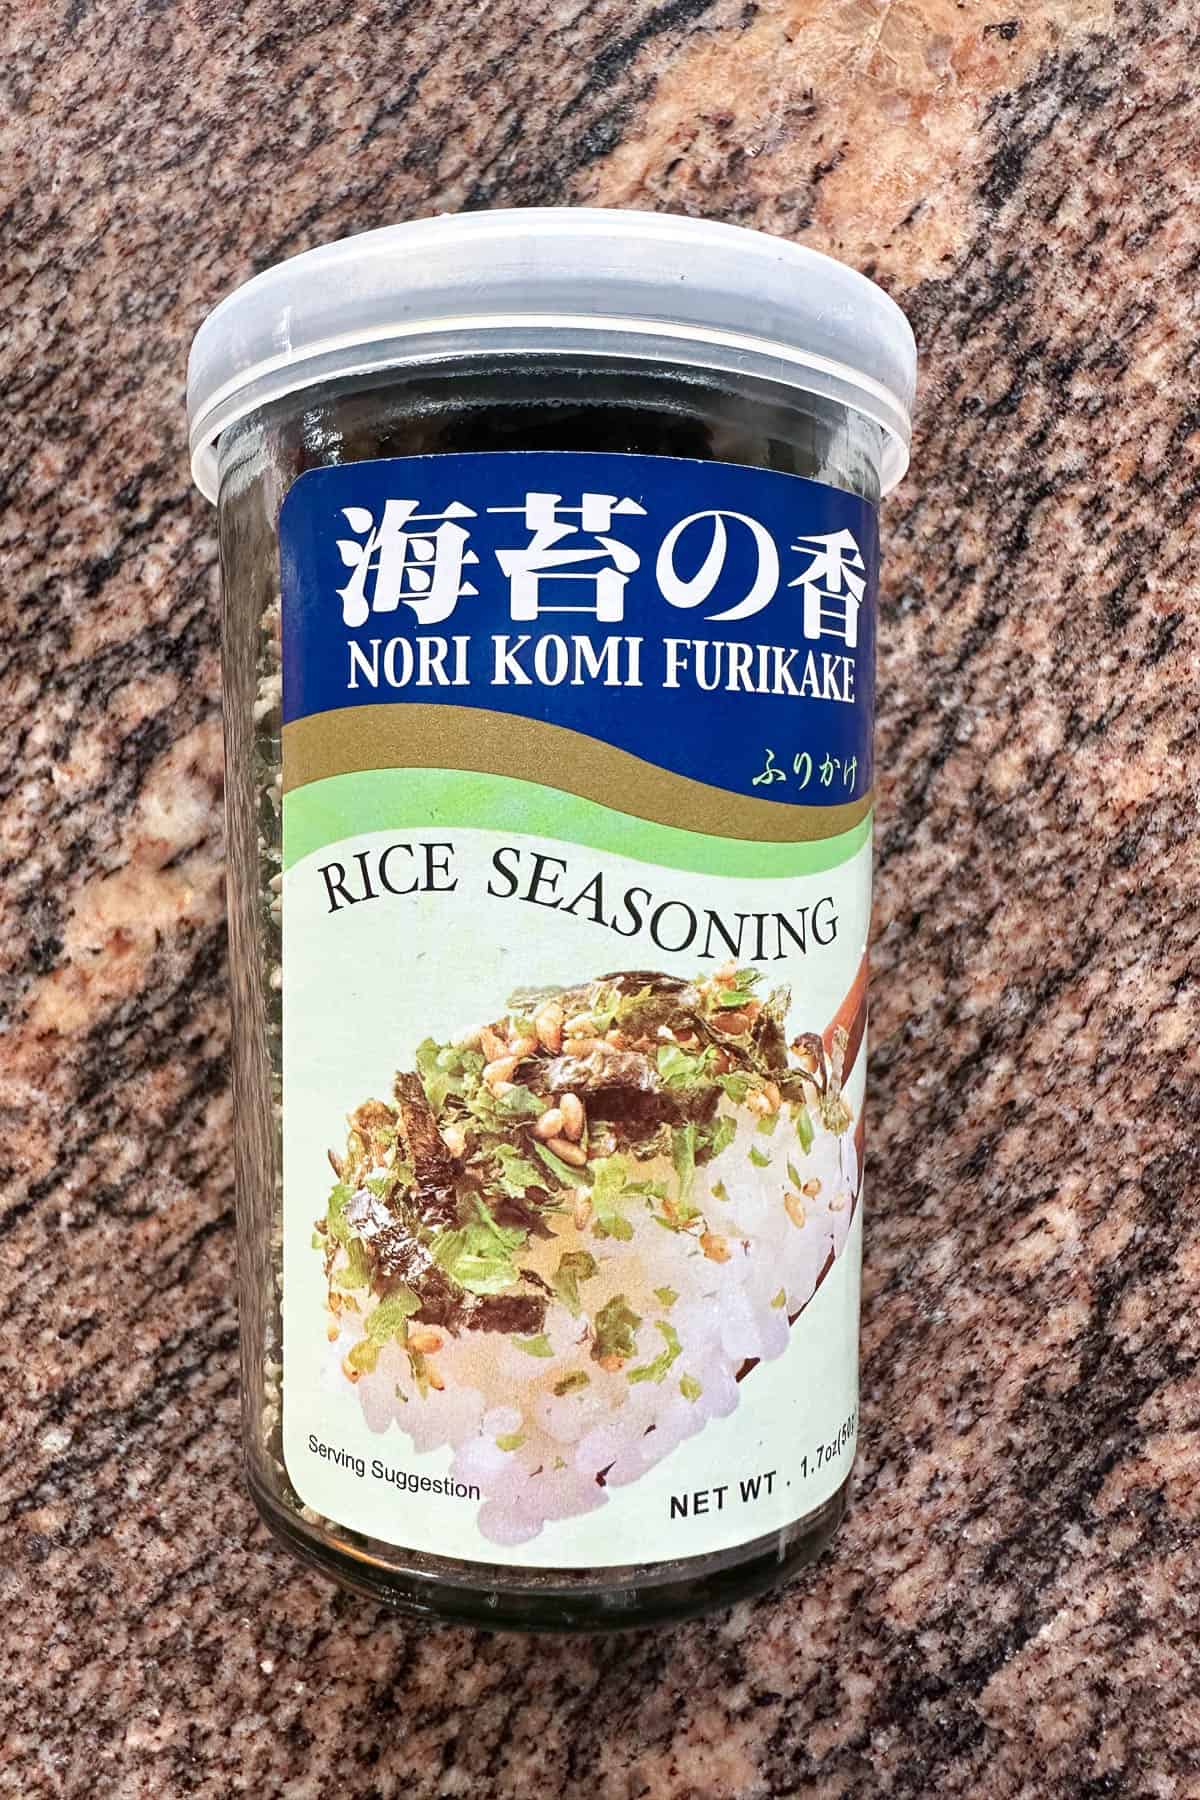 海苔の香
NORI KOMI FURIKAKE
ふりかけ
RICE SEASONING
Serving Suggestion
NET WT. 1.7oz(50